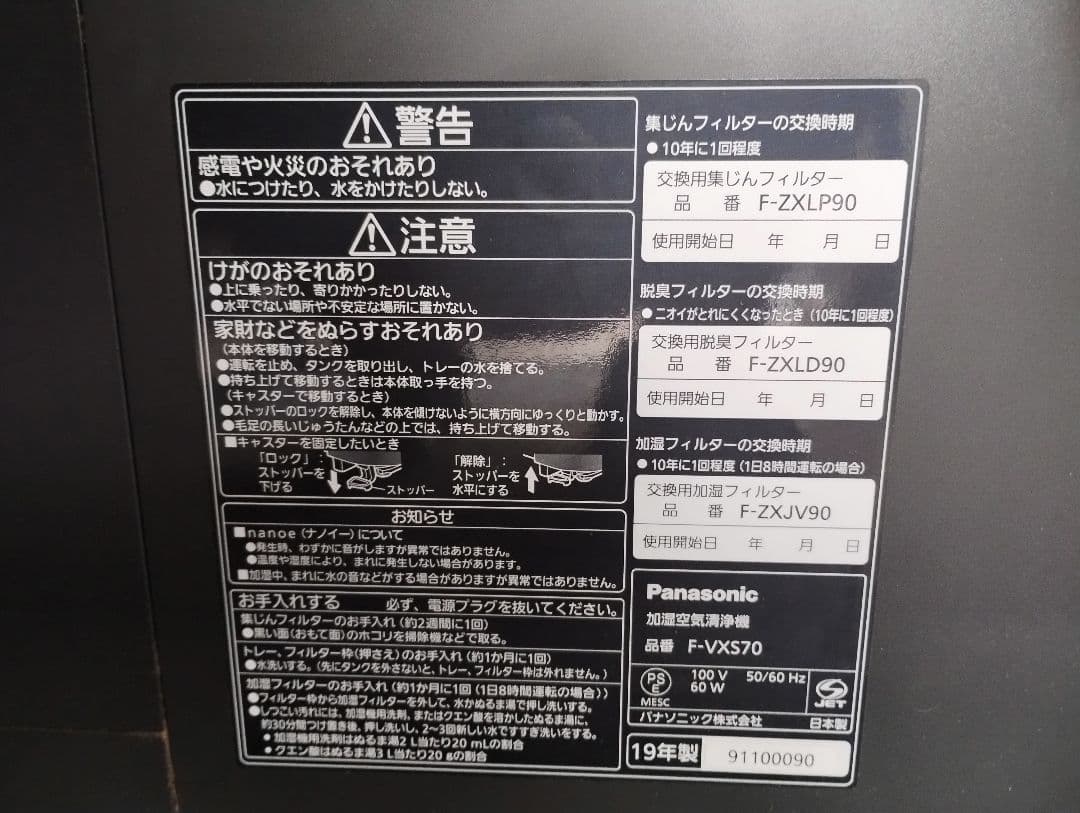 警告
感電や火災のおそれあり
●水につけたり、水をかけたりしない。
注意
けがのおそれあり
●上に乗ったり、寄りかかったりしない。
●水平でない場所や不安定な場所に置かない。
家財などをぬらすおそれあり
(本体を移動するとき)
●運転を止め、タンクを取り出し、トレーの水を捨てる。
●持ち上げて移動するときは本体取っ手を持つ。
(キャスターで移動するとき)
●ストッパーのロックを解除し、本体を傾けないように横方向にゆっくりと動かす。
●毛足の長いじゅうたんなどの上では、持ち上げて移動する。
■キャスターを固定したいとき
「ロック」:
ストッパーを
下げる
ストッパー
「解除」:
ストッパーを
水平にする
お知らせ
■nanoe(ナノイー)について
●発生時、わずかに音がしますが異常ではありません。
●温度や湿度により、まれに発生しない場合があります。
■加湿中、まれに水の音などがする場合がありますが異常ではありません。
お手入れする 必ず、電源プラグを抜いてください。
集じんフィルターのお手入れ(約2週間に1回)
●黒い面(おもて面)のホコリを掃除機などで取る。
トレー、フィルター枠(押さえ)のお手入れ(約1か月に1回)
●水洗いする。(先にタンクを外さないと、トレー、フィルター枠は外れません。)
加湿フィルターのお手入れ(約1か月に1回(1日8時間運転の場合))
●フィルター枠から加湿フィルターを外して、水かぬるま湯で押し洗いする。
●しつこい汚れには、加湿機用洗剤、またはクエン酸を溶かしたぬるま湯に、
約30分間つけ置き後、押し洗いし、2~3回新しい水ですすぎ洗いをする。
• 加湿機用洗剤はぬるま湯2 L当たり20 mLの割合
• クエン酸はぬるま湯3 L当たり20 gの割合
集じんフィルターの交換時期
●10年に1回程度
交換用集じんフィルター
品 番 F-ZXLP90
使用開始日 年 月 日
脱臭フィルターの交換時期
●ニオイがとれにくくなったとき(10年に1回程度)
交換用脱臭フィルター
品 番 F-ZXLD90
使用開始日 年 月 日
加湿フィルターの交換時期
●10年に1回程度(1日8時間運転の場合)
交換用加湿フィルター
品 番 F-ZXJV90
使用開始日 年 月 日
Panasonic
加湿空気清浄機
品番 F-VXS70
PS
E
MESC
100 V 50/60 Hz
60 W
JET
パナソニック株式会社 日本製
19年製 91100090